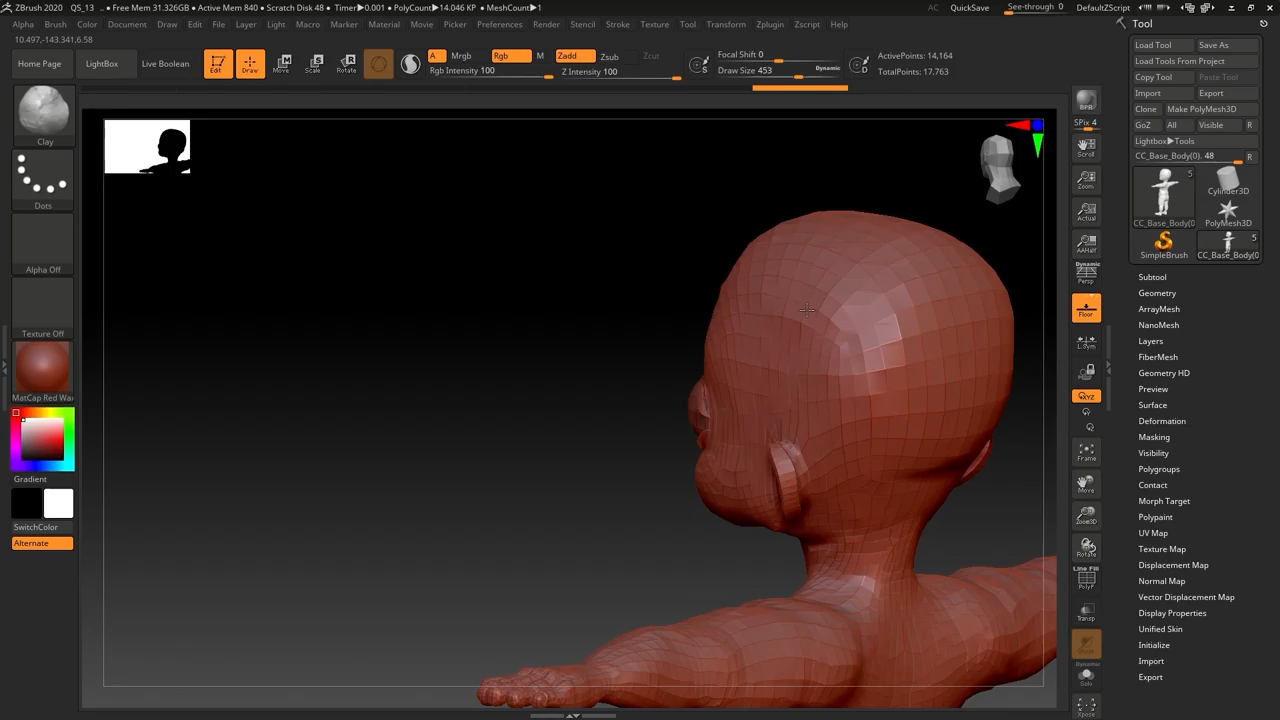 ZBrush 2020 QS_13 .. • Free Mem 31.326GB • Active Mem 840 • Scratch Disk 48 • Timer▶0.001 • PolyCount▶14.046 KP • MeshCount▶1 AC QuickSave See-through 0 DefaultZScript
Alpha Brush Color Document Draw Edit File Layer Light Macro Marker Material Movie Picker Preferences Render Stencil Stroke Texture Tool Transform Zplugin Zscript Help
10.497,-143.341,6.58
Home Page LightBox Live Boolean Edit Draw Move Scale Rotate
A Mrgb Rgb M Zadd Zsub Zcut
Rgb Intensity 100 Z Intensity 100
Focal Shift 0
Draw Size 453 Dynamic
S
D
ActivePoints: 14,164
TotalPoints: 17,763
Clay
Dots
Alpha Off
Texture Off
MatCap Red Wax
Gradient
SwitchColor
Alternate
BPR
SPix 4
Scroll
Zoom
Actual
AAHalf
Dynamic
Persp
Floor
L.Sym
XYZ
Frame
Move
Zoom3D
Rotate
Line Fill
PolyF
Transp
Ghost
Dynamic
Solo
Xpose
Tool
Load Tool Save As
Load Tools From Project
Copy Tool Paste Tool
Import Export
Clone Make PolyMesh3D
GoZ All Visible R
Lightbox▶Tools
CC_Base_Body(0). 48 R
5
CC_Base_Body(0
Cylinder3D
PolyMesh3D
SimpleBrush
5
CC_Base_Body(0
Subtool
Geometry
ArrayMesh
NanoMesh
Layers
FiberMesh
Geometry HD
Preview
Surface
Deformation
Masking
Visibility
Polygroups
Contact
Morph Target
Polypaint
UV Map
Texture Map
Displacement Map
Normal Map
Vector Displacement Map
Display Properties
Unified Skin
Initialize
Import
Export